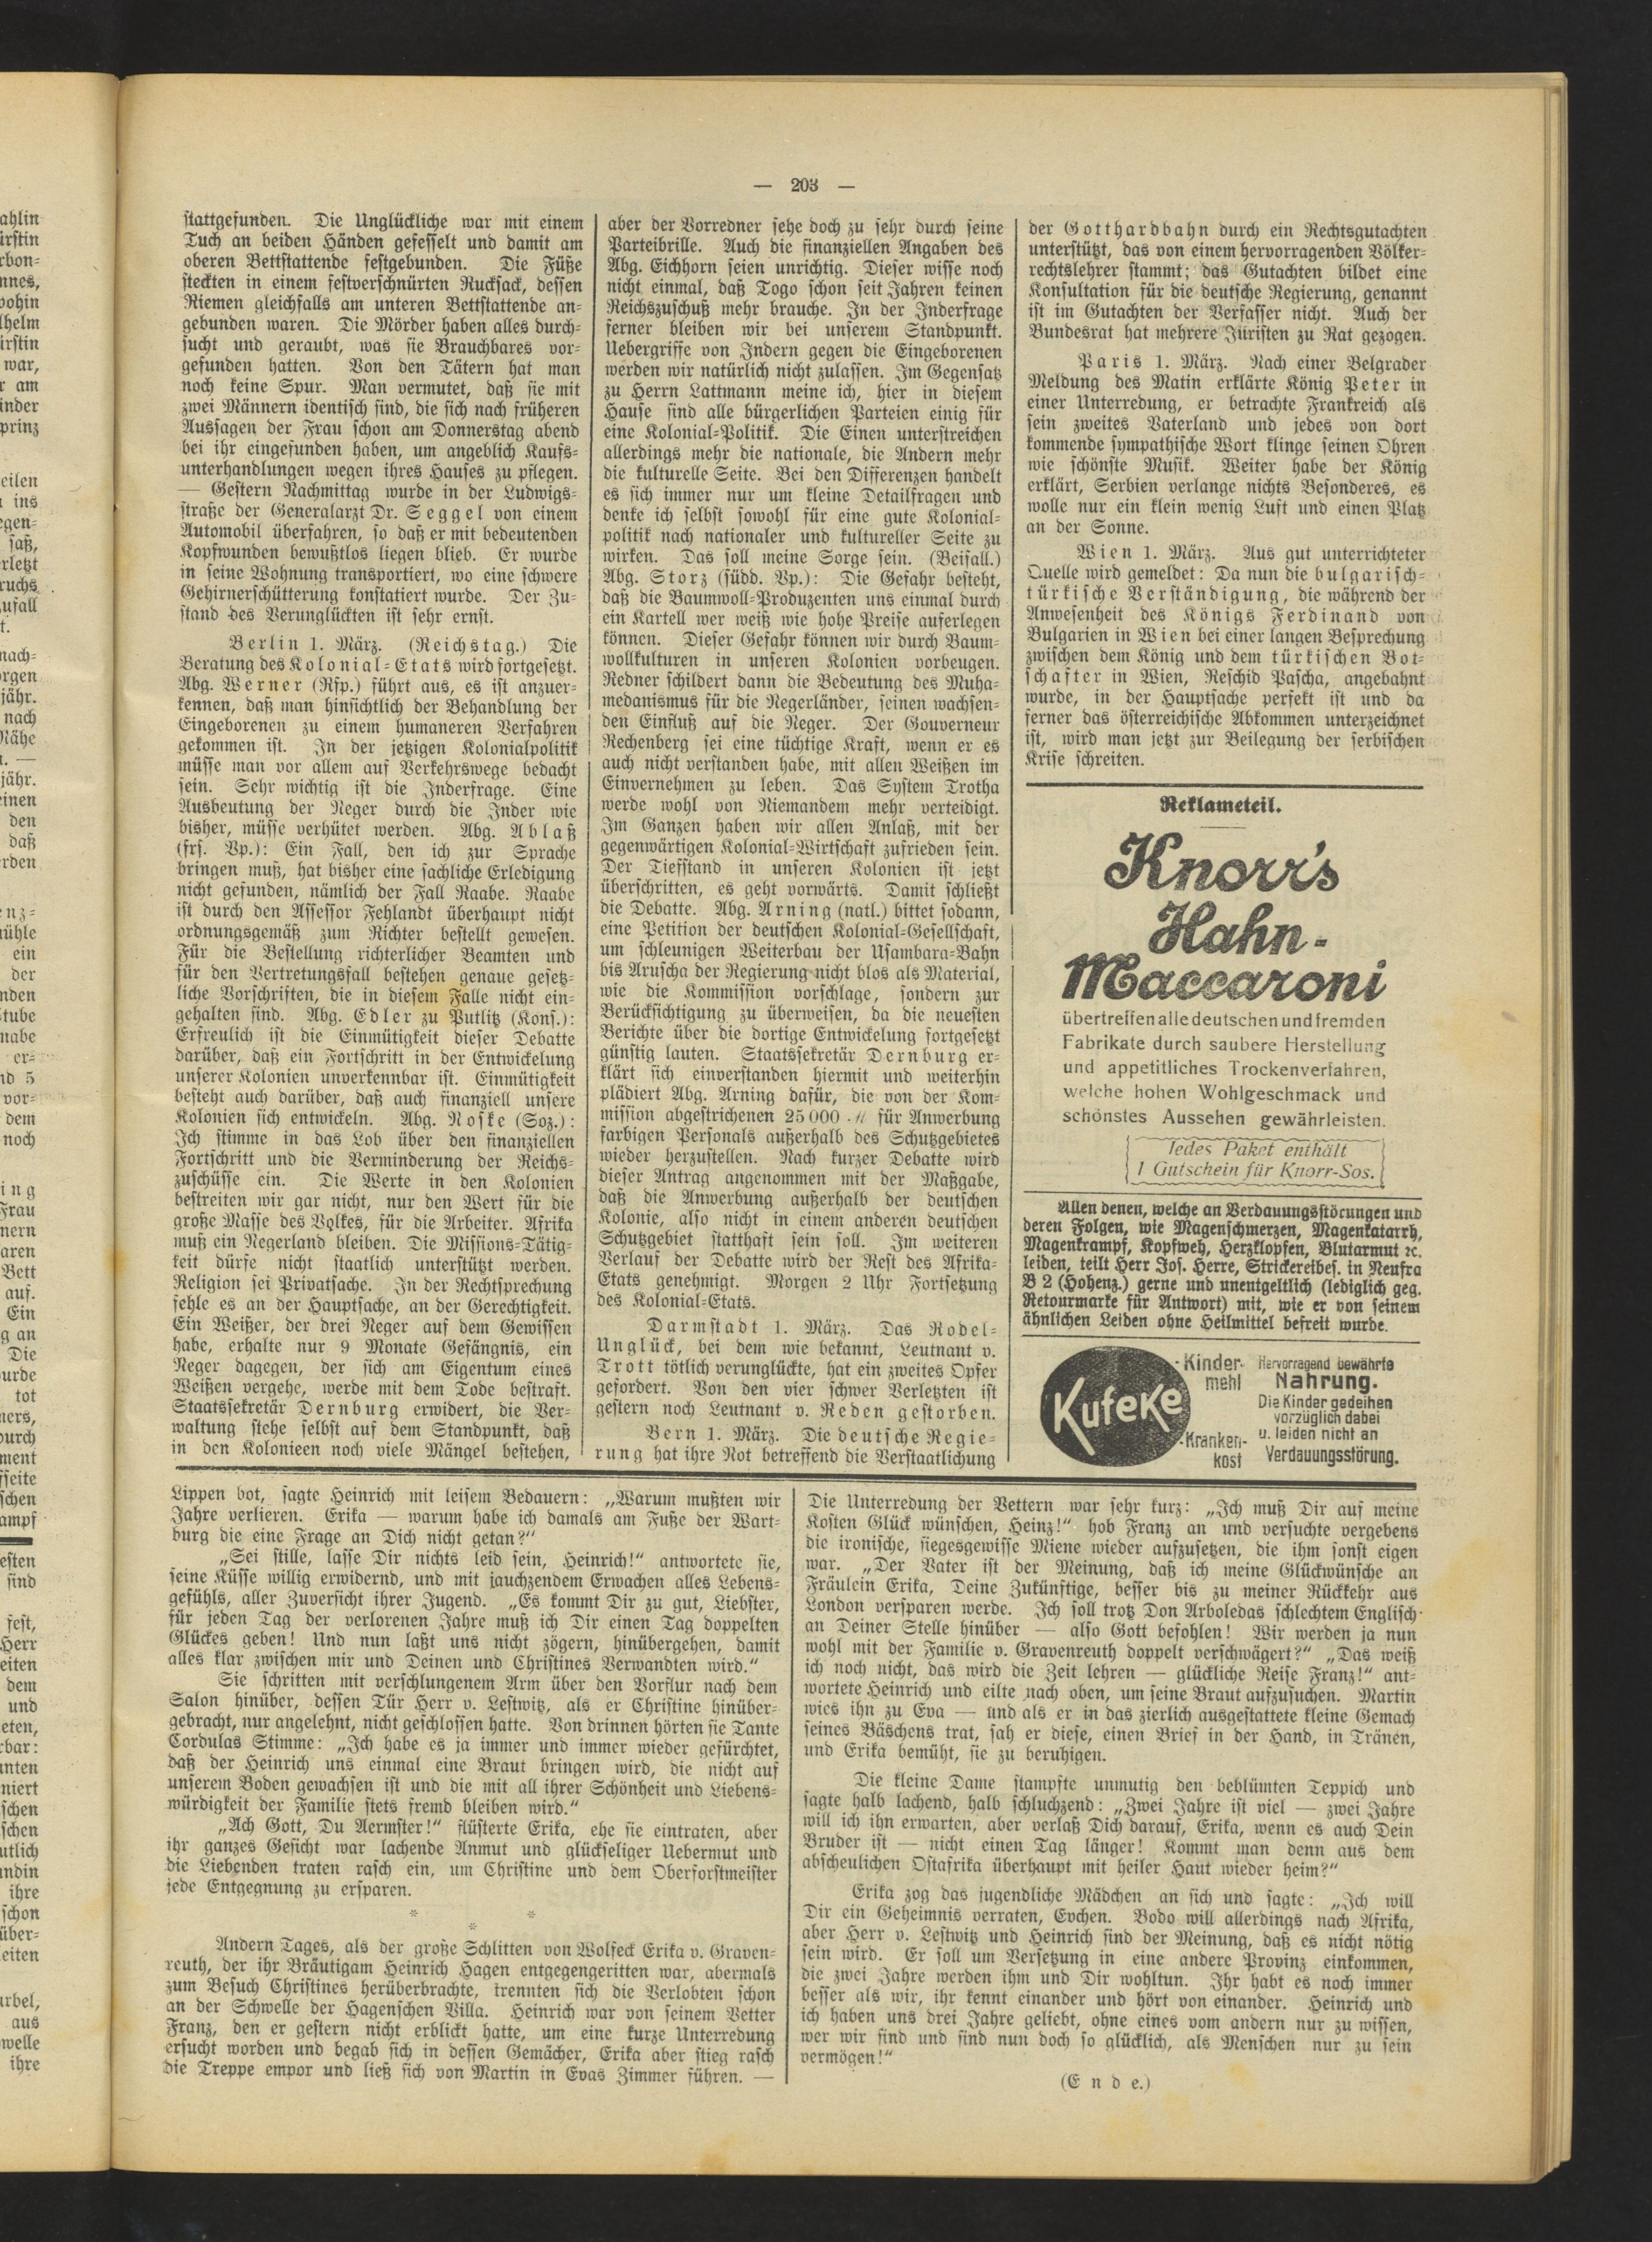 — 203 —
stattgefunden. Die Unglückliche war mit einem
Tuch an beiden Händen gefesselt und damit am
oberen Bettstattende festgebunden. Die Füße
steckten in einem festverschnürten Rucksack, dessen
Riemen gleichfalls am unteren Bettstattende an-
gebunden waren. Die Mörder haben alles durch-
sucht und geraubt, was sie Brauchbares vor-
gefunden hatten. Von den Tätern hat man
noch keine Spur. Man vermutet, daß sie mit
zwei Männern identisch sind, die sich nach früheren
Aussagen der Frau schon am Donnerstag abend
bei ihr eingefunden haben, um angeblich Kaufs-
unterhandlungen wegen ihres Hauses zu pflegen.
— Gestern Nachmittag wurde in der Ludwigs-
straße der Generalarzt Dr. Seggel von einem
Automobil überfahren, so daß er mit bedeutenden
Kopfwunden bewußtlos liegen blieb. Er wurde
in seine Wohnung transportiert, wo eine schwere
Gehirnerschütterung konstatiert wurde. Der Zu-
stand des Verunglückten ist sehr ernst.
Berlin 1. März. (Reichstag.) Die
Beratung des Kolonial-Etats wird fortgesetzt.
Abg. Werner (Rfp.) führt aus, es ist anzuer-
kennen, daß man hinsichtlich der Behandlung der
Eingeborenen zu einem humaneren Verfahren
gekommen ist. In der jetzigen Kolonialpolitik
müsse man vor allem auf Verkehrswege bedacht
sein. Sehr wichtig ist die Inderfrage. Eine
Ausbeutung der Neger durch die Inder wie
bisher, müsse verhütet werden. Abg. Ablaß
(frs. Vp.): Ein Fall, den ich zur Sprache
bringen muß, hat bisher eine sachliche Erledigung
nicht gefunden, nämlich der Fall Raabe. Raabe
ist durch den Assessor Fehlandt überhaupt nicht
ordnungsgemäß zum Richter bestellt gewesen.
Für die Bestellung richterlicher Beamten und
für den Vertretungsfall bestehen genaue gesetz-
liche Vorschriften, die in diesem Falle nicht ein-
gehalten sind. Abg. Edler zu Putlitz (Kons.):
Erfreulich ist die Einmütigkeit dieser Debatte
darüber, daß ein Fortschritt in der Entwickelung
unserer Kolonien unverkennbar ist. Einmütigkeit
besteht auch darüber, daß auch finanziell unsere
Kolonien sich entwickeln. Abg. Noske (Soz.):
Ich stimme in das Lob über den finanziellen
Fortschritt und die Verminderung der Reichs-
zuschüsse ein. Die Werte in den Kolonien
bestreiten wir gar nicht, nur den Wert für die
große Masse des Volkes, für die Arbeiter. Afrika
muß ein Negerland bleiben. Die Missions-Tätig-
keit dürfe nicht staatlich unterstützt werden.
Religion sei Privatsache. In der Rechtsprechung
fehle es an der Hauptsache, an der Gerechtigkeit.
Ein Weißer, der drei Neger auf dem Gewissen
habe, erhalte nur 9 Monate Gefängnis, ein
Neger dagegen, der sich am Eigentum eines
Weißen vergehe, werde mit dem Tode bestraft.
Staatssekretär Dernburg erwidert, die Ver-
waltung stehe selbst auf dem Standpunkt, daß
in den Kolonieen noch viele Mängel bestehen,
aber der Vorredner sehe doch zu sehr durch seine
Parteibrille. Auch die finanziellen Angaben des
Abg. Eichhorn seien unrichtig. Dieser wisse noch
nicht einmal, daß Togo schon seit Jahren keinen
Reichszuschuß mehr brauche. In der Inderfrage
ferner bleiben wir bei unserem Standpunkt.
Uebergriffe von Indern gegen die Eingeborenen
werden wir natürlich nicht zulassen. Im Gegensatz
zu Herrn Lattmann meine ich, hier in diesem
Hause sind alle bürgerlichen Parteien einig für
eine Kolonial-Politik. Die Einen unterstreichen
allerdings mehr die nationale, die Andern mehr
die kulturelle Seite. Bei den Differenzen handelt
es sich immer nur um kleine Detailfragen und
denke ich selbst sowohl für eine gute Kolonial-
politik nach nationaler und kultureller Seite zu
wirken. Das soll meine Sorge sein. (Beifall.)
Abg. Storz (südd. Vp.): Die Gefahr besteht,
daß die Baumwoll-Produzenten uns einmal durch
ein Kartell wer weiß wie hohe Preise auferlegen
können. Dieser Gefahr können wir durch Baum-
wollkulturen in unseren Kolonien vorbeugen.
Redner schildert dann die Bedeutung des Muha-
medanismus für die Negerländer, seinen wachsen-
den Einfluß auf die Neger. Der Gouverneur
Rechenberg sei eine tüchtige Kraft, wenn er es
auch nicht verstanden habe, mit allen Weißen im
Einvernehmen zu leben. Das System Trotha
werde wohl von Niemandem mehr verteidigt.
Im Ganzen haben wir allen Anlaß, mit der
gegenwärtigen Kolonial-Wirtschaft zufrieden sein.
Der Tiefstand in unseren Kolonien ist jetzt
überschritten, es geht vorwärts. Damit schließt
die Debatte. Abg. Arning (natl.) bittet sodann,
eine Petition der deutschen Kolonial-Gesellschaft,
um schleunigen Weiterbau der Usambara-Bahn
bis Aruscha der Regierung nicht blos als Material,
wie die Kommission vorschlage, sondern zur
Berücksichtigung zu überweisen, da die neuesten
Berichte über die dortige Entwickelung fortgesetzt
günstig lauten. Staatssekretär Dernburg er-
klärt sich einverstanden hiermit und weiterhin
plädiert Abg. Arning dafür, die von der Kom-
mission abgestrichenen 25 000 ℳ für Anwerbung
farbigen Personals außerhalb des Schutzgebietes
wieder herzustellen. Nach kurzer Debatte wird
dieser Antrag angenommen mit der Maßgabe,
daß die Anwerbung außerhalb der deutschen
Kolonie, also nicht in einem anderen deutschen
Schutzgebiet statthaft sein soll. Im weiteren
Verlauf der Debatte wird der Rest des Afrika-
Etats genehmigt. Morgen 2 Uhr Fortsetzung
des Kolonial-Etats.
Darmstadt 1. März. Das Rodel-
Unglück, bei dem wie bekannt, Leutnant v.
Trott tötlich verunglückte, hat ein zweites Opfer
gefordert. Von den vier schwer Verletzten ist
gestern noch Leutnant v. Reden gestorben.
Bern 1. März. Die deutsche Regie-
rung hat ihre Not betreffend die Verstaatlichung
der Gotthardbahn durch ein Rechtsgutachten
unterstützt, das von einem hervorragenden Völker-
rechtslehrer stammt; das Gutachten bildet eine
Konsultation für die deutsche Regierung, genannt
ist im Gutachten der Verfasser nicht. Auch der
Bundesrat hat mehrere Juristen zu Rat gezogen.
Paris 1. März. Nach einer Belgrader
Meldung des Matin erklärte König Peter in
einer Unterredung, er betrachte Frankreich als
sein zweites Vaterland und jedes von dort
kommende sympathische Wort klinge seinen Ohren
wie schönste Musik. Weiter habe der König
erklärt, Serbien verlange nichts Besonderes, es
wolle nur ein klein wenig Luft und einen Platz
an der Sonne.
Wien 1. März. Aus gut unterrichteter
Quelle wird gemeldet: Da nun die bulgarisch-
türkische Verständigung, die während der
Anwesenheit des Königs Ferdinand von
Bulgarien in Wien bei einer langen Besprechung
zwischen dem König und dem türkischen Bot-
schafter in Wien, Reschid Pascha, angebahnt
wurde, in der Hauptsache perfekt ist und da
ferner das österreichische Abkommen unterzeichnet
ist, wird man jetzt zur Beilegung der serbischen
Krise schreiten.
Reklameteil.
Knorr's
Hahn-
Maccaroni
übertreffen alle deutschen und fremden
Fabrikate durch saubere Herstellung
und appetitliches Trockenverfahren,
welche hohen Wohlgeschmack und
schönstes Aussehen gewährleisten.
Jedes Paket enthält
1 Gutschein für Knorr-Sos.
Allen denen, welche an Verdauungsstörungen und
deren Folgen, wie Magenschmerzen, Magenkatarrh,
Magenkrampf, Kopfweh, Herzklopfen, Blutarmut ꝛc.
leiden, teilt Herr Jos. Herre, Strickereibes. in Neufra
B 2 (Hohenz.) gerne und unentgeltlich (lediglich geg.
Retourmarke für Antwort) mit, wie er von seinem
ähnlichen Leiden ohne Heilmittel befreit wurde.
Kufeke
Kinder-
mehl
Kranken-
kost
Hervorragend bewährte
Nahrung.
Die Kinder gedeihen
vorzüglich dabei
u. leiden nicht an
Verdauungsstörung.
Lippen bot, sagte Heinrich mit leisem Bedauern: „Warum mußten wir
Jahre verlieren. Erika — warum habe ich damals am Fuße der Wart-
burg die eine Frage an Dich nicht getan?“
„Sei stille, lasse Dir nichts leid sein, Heinrich!“ antwortete sie,
seine Küsse willig erwidernd, und mit jauchzendem Erwachen alles Lebens-
gefühls, aller Zuversicht ihrer Jugend. „Es kommt Dir zu gut, Liebster,
für jeden Tag der verlorenen Jahre muß ich Dir einen Tag doppelten
Glückes geben! Und nun laßt uns nicht zögern, hinübergehen, damit
alles klar zwischen mir und Deinen und Christines Verwandten wird.“
Sie schritten mit verschlungenem Arm über den Vorflur nach dem
Salon hinüber, dessen Tür Herr v. Lestwitz, als er Christine hinüber-
gebracht, nur angelehnt, nicht geschlossen hatte. Von drinnen hörten sie Tante
Cordulas Stimme: „Ich habe es ja immer und immer wieder gefürchtet,
daß der Heinrich uns einmal eine Braut bringen wird, die nicht auf
unserem Boden gewachsen ist und die mit all ihrer Schönheit und Liebens-
würdigkeit der Familie stets fremd bleiben wird.“
„Ach Gott, Du Aermster!“ flüsterte Erika, ehe sie eintraten, aber
ihr ganzes Gesicht war lachende Anmut und glückseliger Uebermut und
die Liebenden traten rasch ein, um Christine und dem Oberforstmeister
jede Entgegnung zu ersparen.
* * *
Andern Tages, als der große Schlitten von Wolfeck Erika v. Graven-
reuth, der ihr Bräutigam Heinrich Hagen entgegengeritten war, abermals
zum Besuch Christines herüberbrachte, trennten sich die Verlobten schon
an der Schwelle der Hagenschen Villa. Heinrich war von seinem Vetter
Franz, den er gestern nicht erblickt hatte, um eine kurze Unterredung
ersucht worden und begab sich in dessen Gemächer, Erika aber stieg rasch
die Treppe empor und ließ sich von Martin in Evas Zimmer führen. —
Die Unterredung der Vettern war sehr kurz: „Ich muß Dir auf meine
Kosten Glück wünschen, Heinz!“ hob Franz an und versuchte vergebens
die ironische, siegesgewisse Miene wieder aufzusetzen, die ihm sonst eigen
war. „Der Vater ist der Meinung, daß ich meine Glückwünsche an
Fräulein Erika, Deine Zukünftige, besser bis zu meiner Rückkehr aus
London versparen werde. Ich soll trotz Don Arboledas schlechtem Englisch
an Deiner Stelle hinüber — also Gott befohlen! Wir werden ja nun
wohl mit der Familie v. Gravenreuth doppelt verschwägert?“ „Das weiß
ich noch nicht, das wird die Zeit lehren — glückliche Reise Franz!“ ant-
wortete Heinrich und eilte nach oben, um seine Braut aufzusuchen. Martin
wies ihn zu Eva — und als er in das zierlich ausgestattete kleine Gemach
seines Bäschens trat, sah er diese, einen Brief in der Hand, in Tränen,
und Erika bemüht, sie zu beruhigen.
Die kleine Dame stampfte unmutig den beblümten Teppich und
sagte halb lachend, halb schluchzend: „Zwei Jahre ist viel — zwei Jahre
will ich ihn erwarten, aber verlaß Dich darauf, Erika, wenn es auch Dein
Bruder ist — nicht einen Tag länger! Kommt man denn aus dem
abscheulichen Ostafrika überhaupt mit heiler Haut wieder heim?“
Erika zog das jugendliche Mädchen an sich und sagte: „Ich will
Dir ein Geheimnis verraten, Evchen. Bodo will allerdings nach Afrika,
aber Herr v. Lestwitz und Heinrich sind der Meinung, daß es nicht nötig
sein wird. Er soll um Versetzung in eine andere Provinz einkommen,
die zwei Jahre werden ihm und Dir wohltun. Ihr habt es noch immer
besser als wir, ihr kennt einander und hört von einander. Heinrich und
ich haben uns drei Jahre geliebt, ohne eines vom andern nur zu wissen,
wer wir sind und sind nun doch so glücklich, als Menschen nur zu sein
vermögen!“
(Ende.)